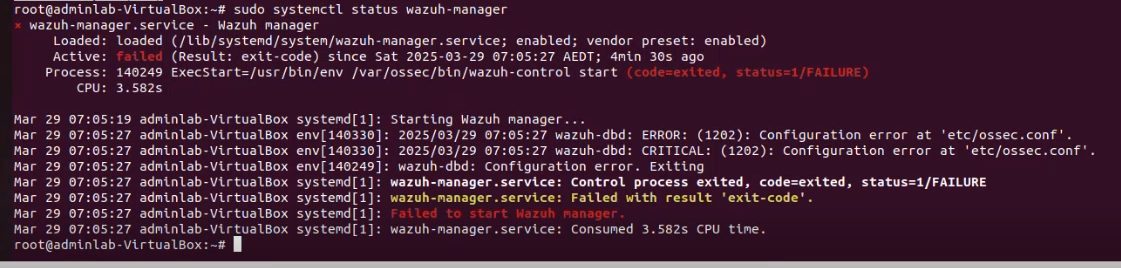 root@adminlab-VirtualBox:~# sudo systemctl status wazuh-manager
× wazuh-manager.service - Wazuh manager
Loaded: loaded (/lib/systemd/system/wazuh-manager.service; enabled; vendor preset: enabled)
Active: failed (Result: exit-code) since Sat 2025-03-29 07:05:27 AEDT; 4min 30s ago
Process: 140249 ExecStart=/usr/bin/env /var/ossec/bin/wazuh-control start (code=exited, status=1/FAILURE)
CPU: 3.582s
Mar 29 07:05:19 adminlab-VirtualBox systemd[1]: Starting Wazuh manager...
Mar 29 07:05:27 adminlab-VirtualBox env[140330]: 2025/03/29 07:05:27 wazuh-dbd: ERROR: (1202): Configuration error at 'etc/ossec.conf'.
Mar 29 07:05:27 adminlab-VirtualBox env[140330]: 2025/03/29 07:05:27 wazuh-dbd: CRITICAL: (1202): Configuration error at 'etc/ossec.conf'.
Mar 29 07:05:27 adminlab-VirtualBox env[140249]: wazuh-dbd: Configuration error. Exiting
Mar 29 07:05:27 adminlab-VirtualBox systemd[1]: wazuh-manager.service: Control process exited, code=exited, status=1/FAILURE
Mar 29 07:05:27 adminlab-VirtualBox systemd[1]: wazuh-manager.service: Failed with result 'exit-code'.
Mar 29 07:05:27 adminlab-VirtualBox systemd[1]: Failed to start Wazuh manager.
Mar 29 07:05:27 adminlab-VirtualBox systemd[1]: wazuh-manager.service: Consumed 3.582s CPU time.
root@adminlab-VirtualBox:~#